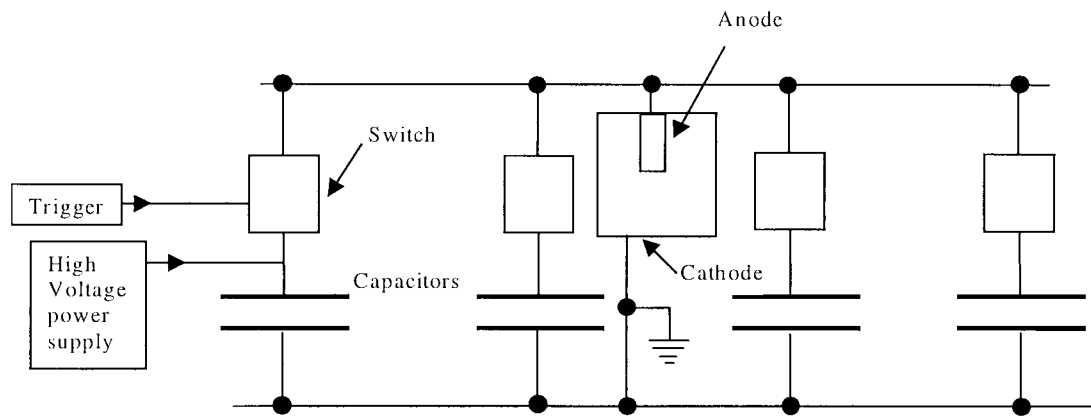 Anode
Switch
Trigger
High
Voltage
power
supply
Capacitors
Cathode